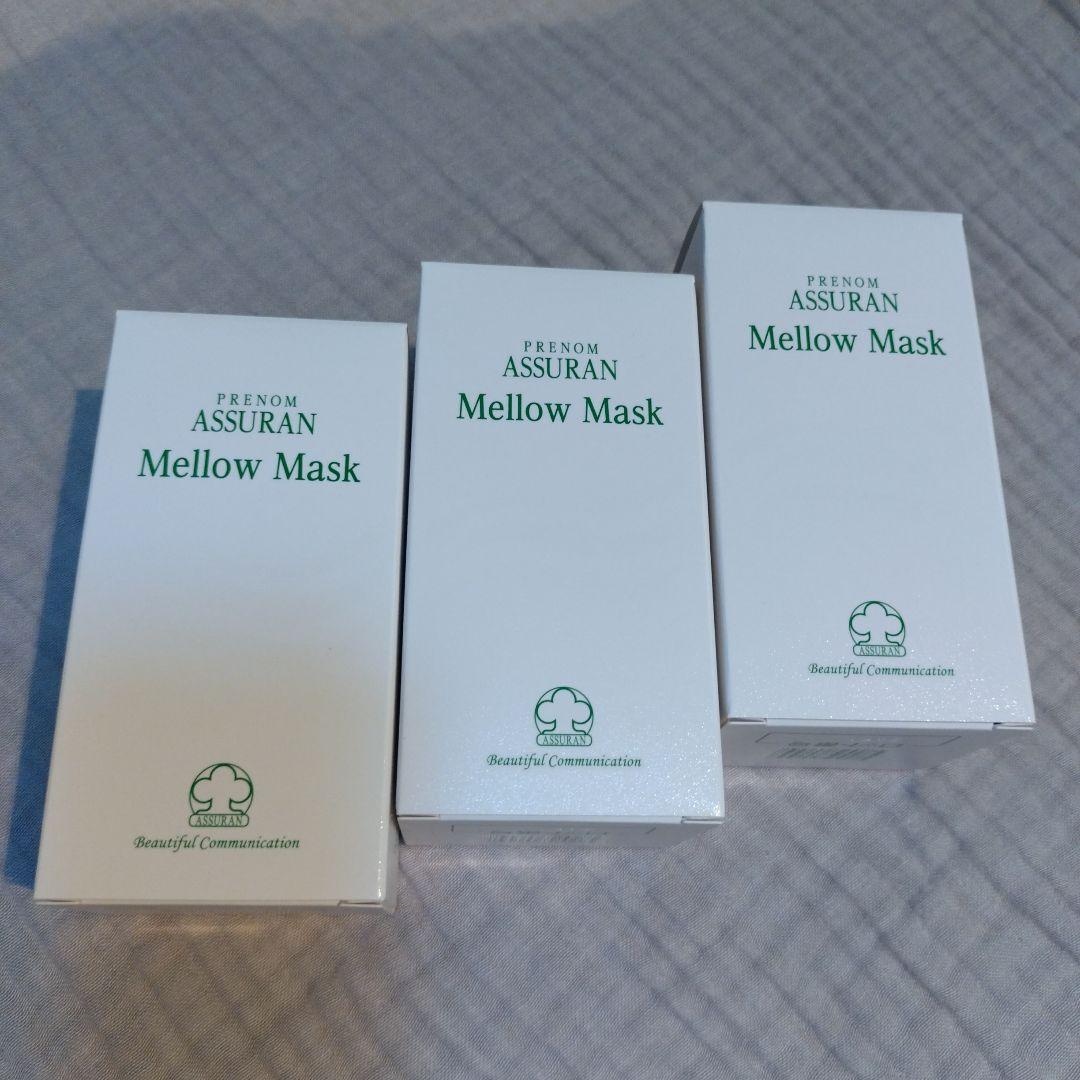 PRENOM
ASSURAN
Mellow Mask
ASSURAN
Beautiful Communication
PRENOM
ASSURAN
Mellow Mask
ASSURAN
Beautiful Communication
PRENOM
ASSURAN
Mellow Mask
ASSURAN
Beautiful Communication